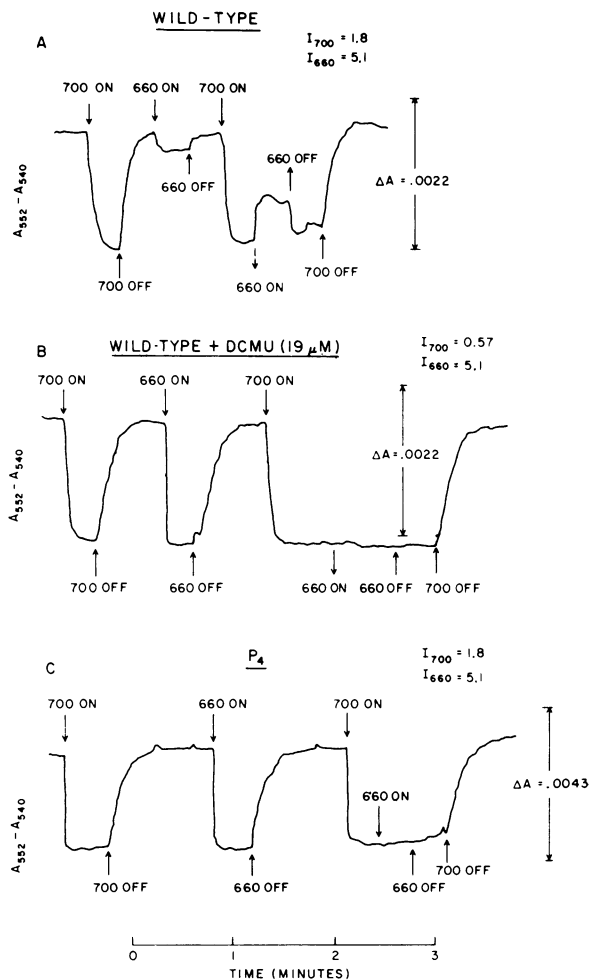 WILD-TYPE
A
I700 = 1.8
I660 = 5.1
700 ON
660 ON
700 ON
660 OFF
660 OFF
700 OFF
660 ON
700 OFF
ΔA = .0022
A552 - A540
WILD-TYPE + DCMU (19 μM)
B
I700 = 0.57
I660 = 5.1
700 ON
660 ON
700 ON
ΔA = .0022
A552 - A540
700 OFF
660 OFF
660 ON
660 OFF
700 OFF
C
P4
I700 = 1.8
I660 = 5.1
700 ON
660 ON
700 ON
660 ON
ΔA = .0043
A552 - A540
700 OFF
660 OFF
660 OFF
700 OFF
0 1 2 3
TIME (MINUTES)